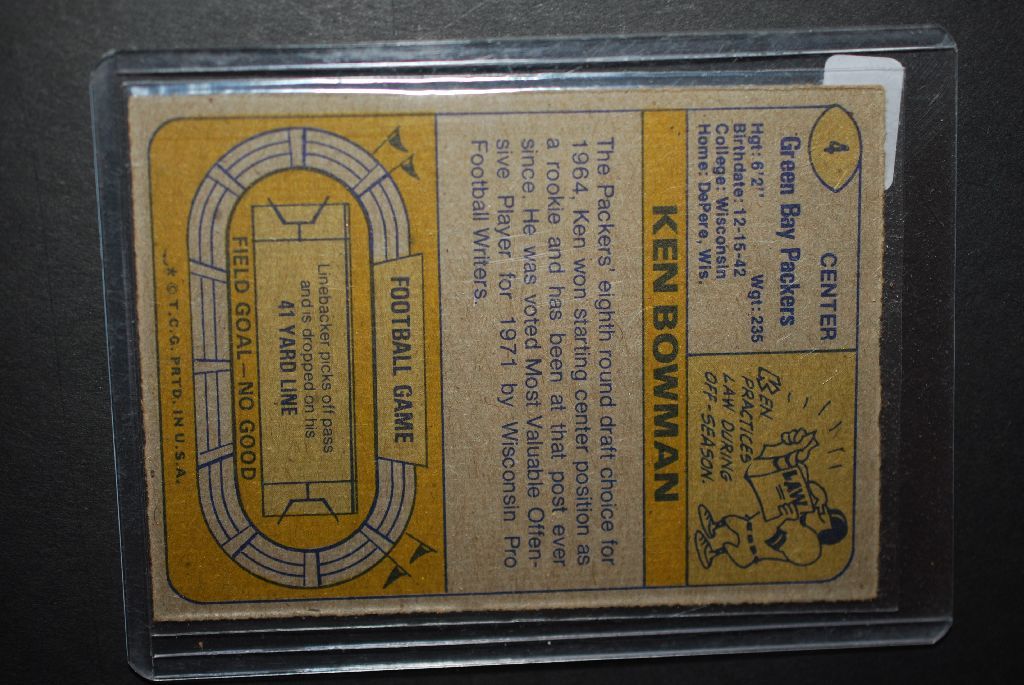 4
CENTER
Green Bay Packers
Hgt: 6'2" Wgt: 235
Birthdate: 12-15-42
College: Wisconsin
Home: DePere, Wis.
KEN
PRACTICES
LAW DURING
OFF-SEASON.
LAW
KEN BOWMAN
The Packers' eighth round draft choice for
1964, Ken won starting center position as
a rookie and has been at that post ever
since. He was voted Most Valuable Offen-
sive Player for 1971 by Wisconsin Pro
Football Writers.
FOOTBALL GAME
Linebacker picks off pass
and is dropped on his
41 YARD LINE
FIELD GOAL—NO GOOD
* © T.C.G. PRTD. IN U.S.A.